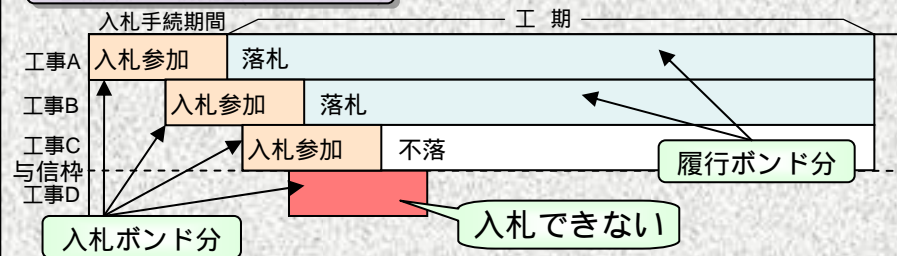 入札手続期間
工 期
工事A
入札参加
落札
工事B
入札参加
落札
工事C
入札参加
不落
与信枠
工事D
履行ボンド分
入札ボンド分
入札できない